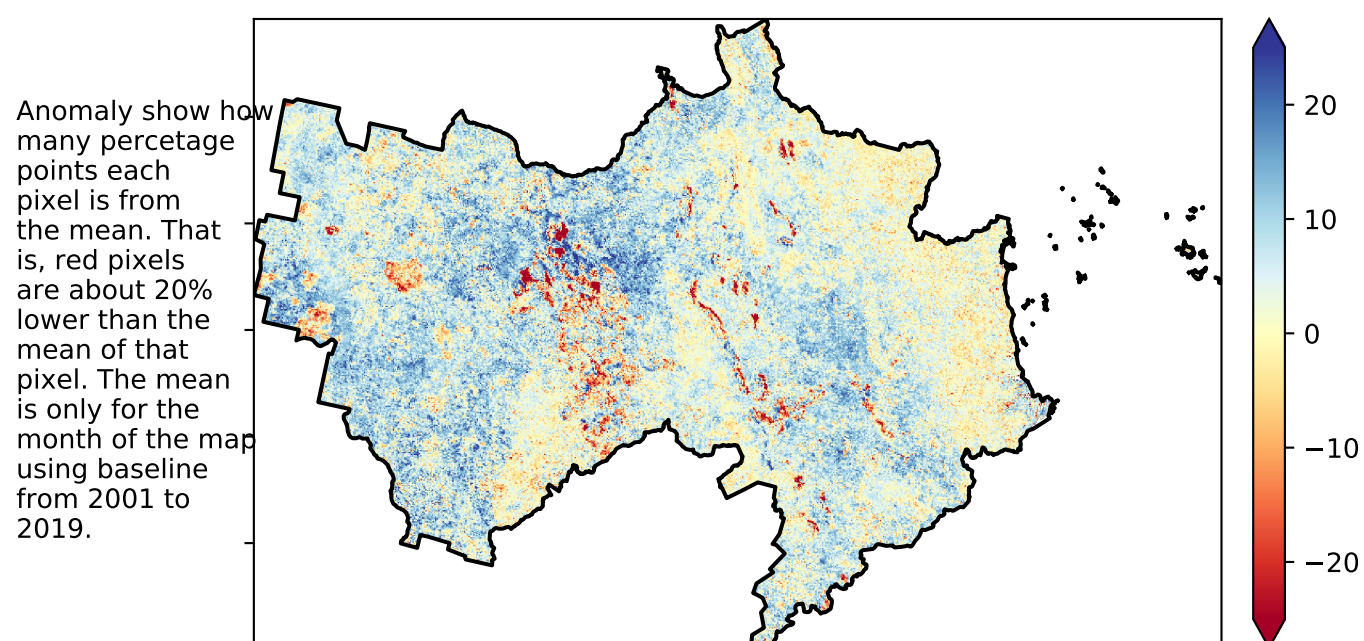 Anomaly show how
many percetage
points each
pixel is from
the mean. That
is, red pixels
are about 20%
lower than the
mean of that
pixel. The mean
is only for the
month of the map
using baseline
from 2001 to
2019.
20
10
0
−10
−20